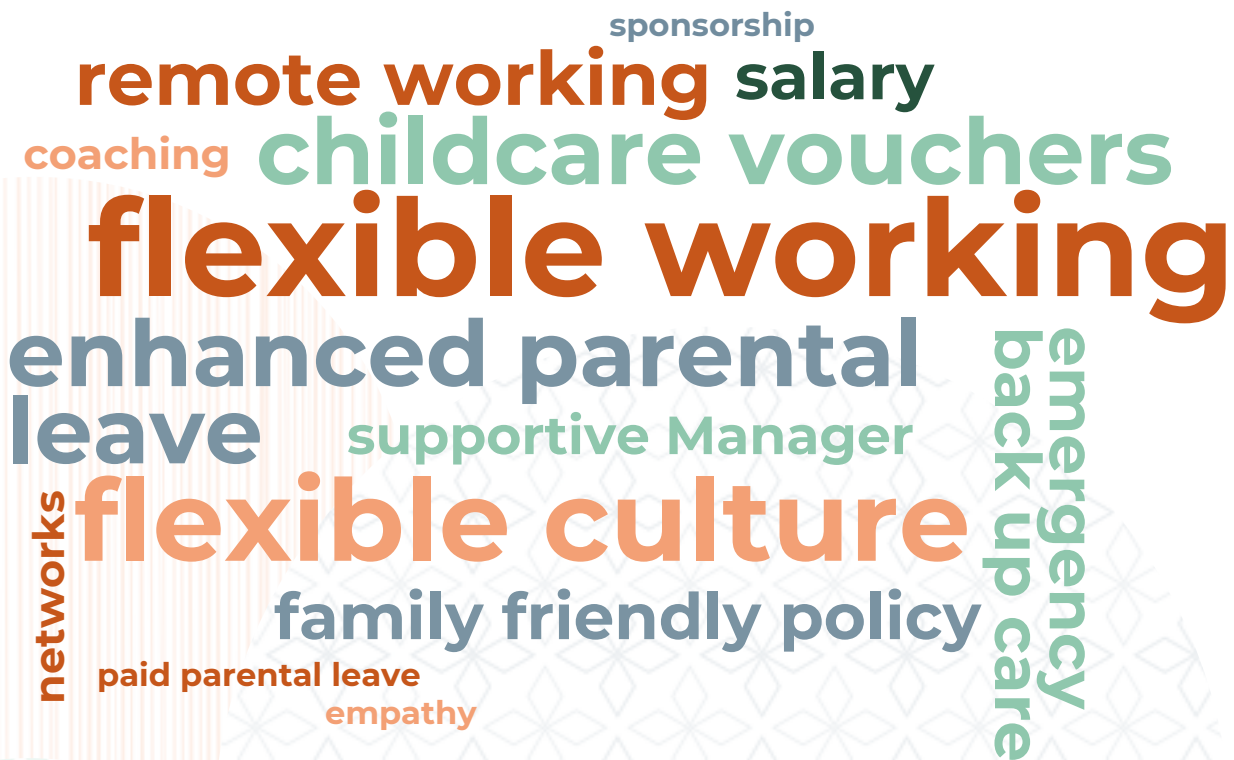 sponsorship
remote working
salary
coaching
childcare vouchers
flexible working
enhanced parental
leave
supportive Manager
emergency
back up care
networks
flexible culture
family friendly policy
paid parental leave
empathy